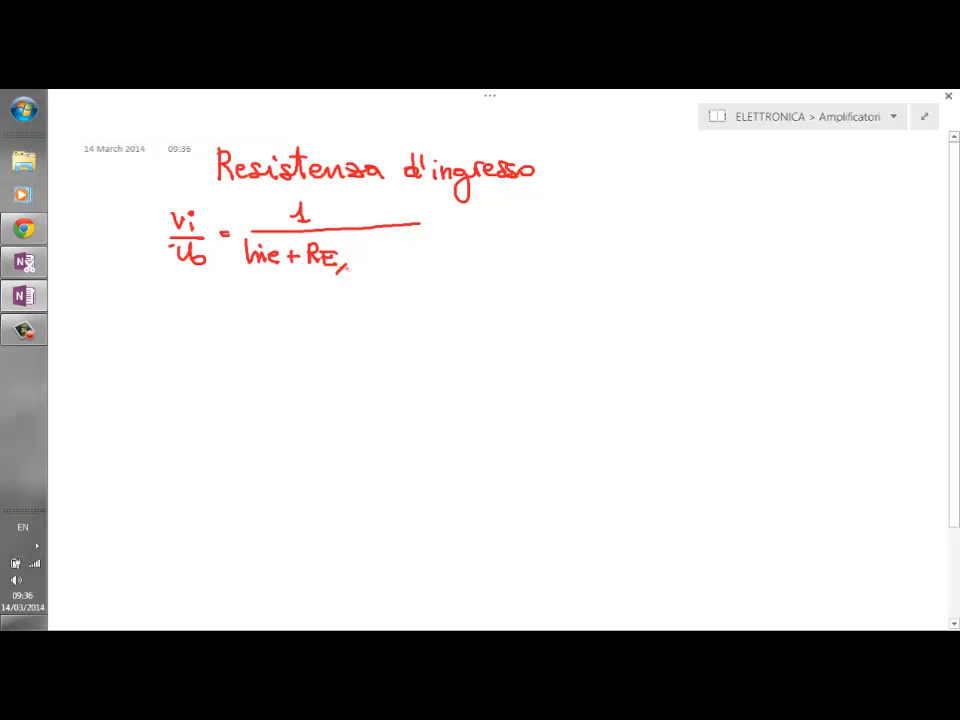 ELETTRONICA > Amplificatori
14 March 2014 09:36
Resistenza d'ingresso
vi/vo = 1/(hie + RE
EN
09:36
14/03/2014